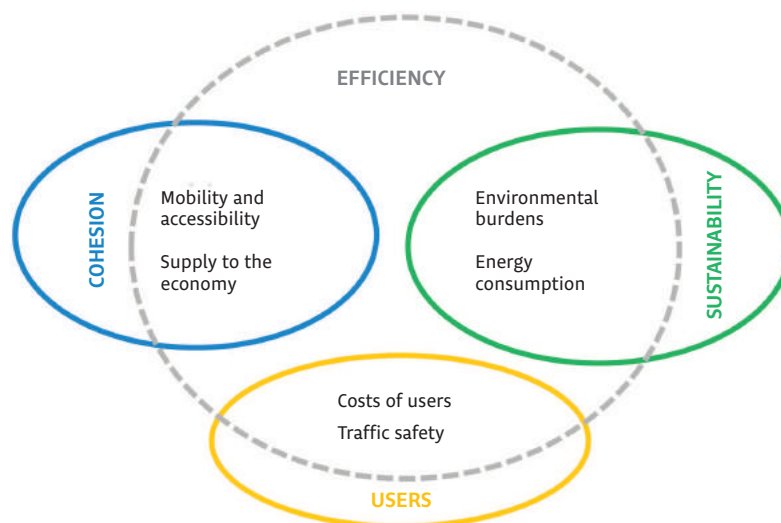 EFFICIENCY
COHESION
Mobility and
accessibility
Supply to the
economy
Environmental
burdens
Energy
consumption
SUSTAINABILITY
Costs of users
Traffic safety
USERS